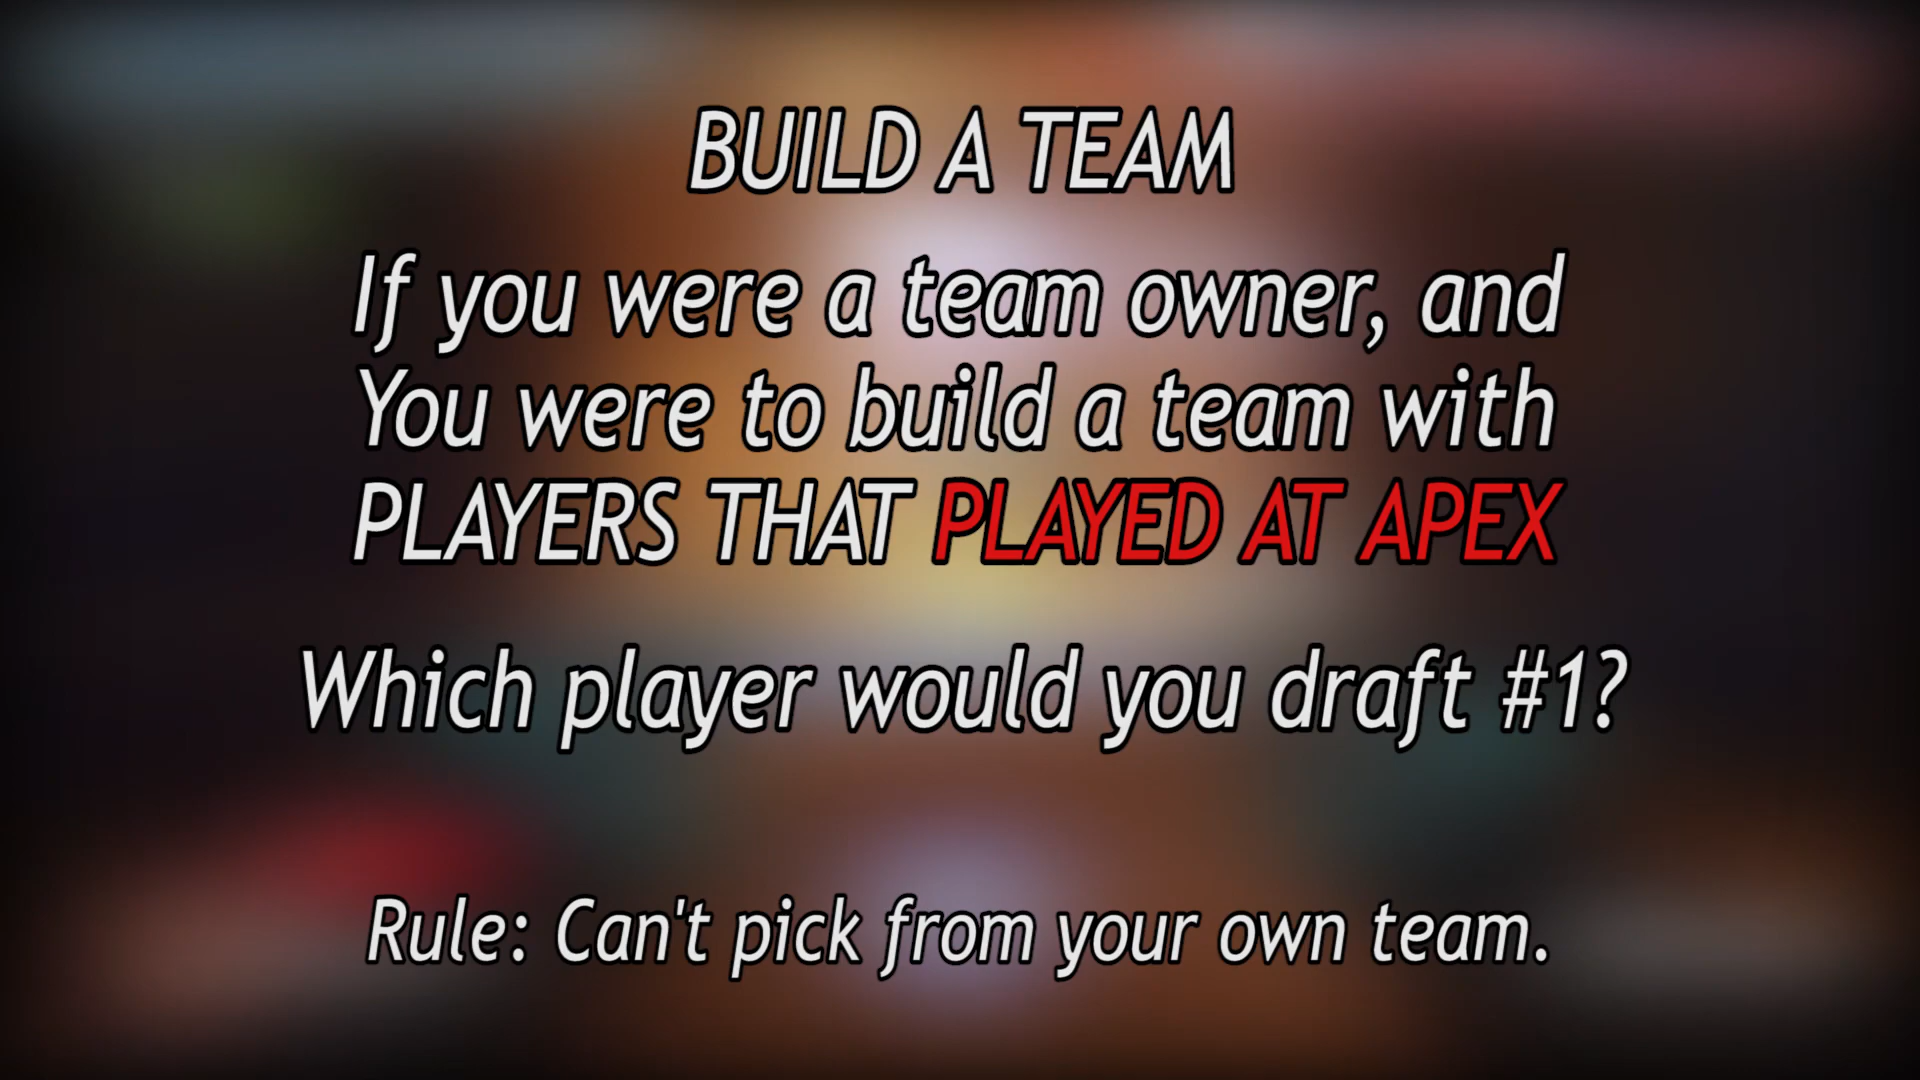 BUILD A TEAM
If you were a team owner, and
You were to build a team with
PLAYERS THAT PLAYED AT APEX
Which player would you draft #1?
Rule: Can't pick from your own team.